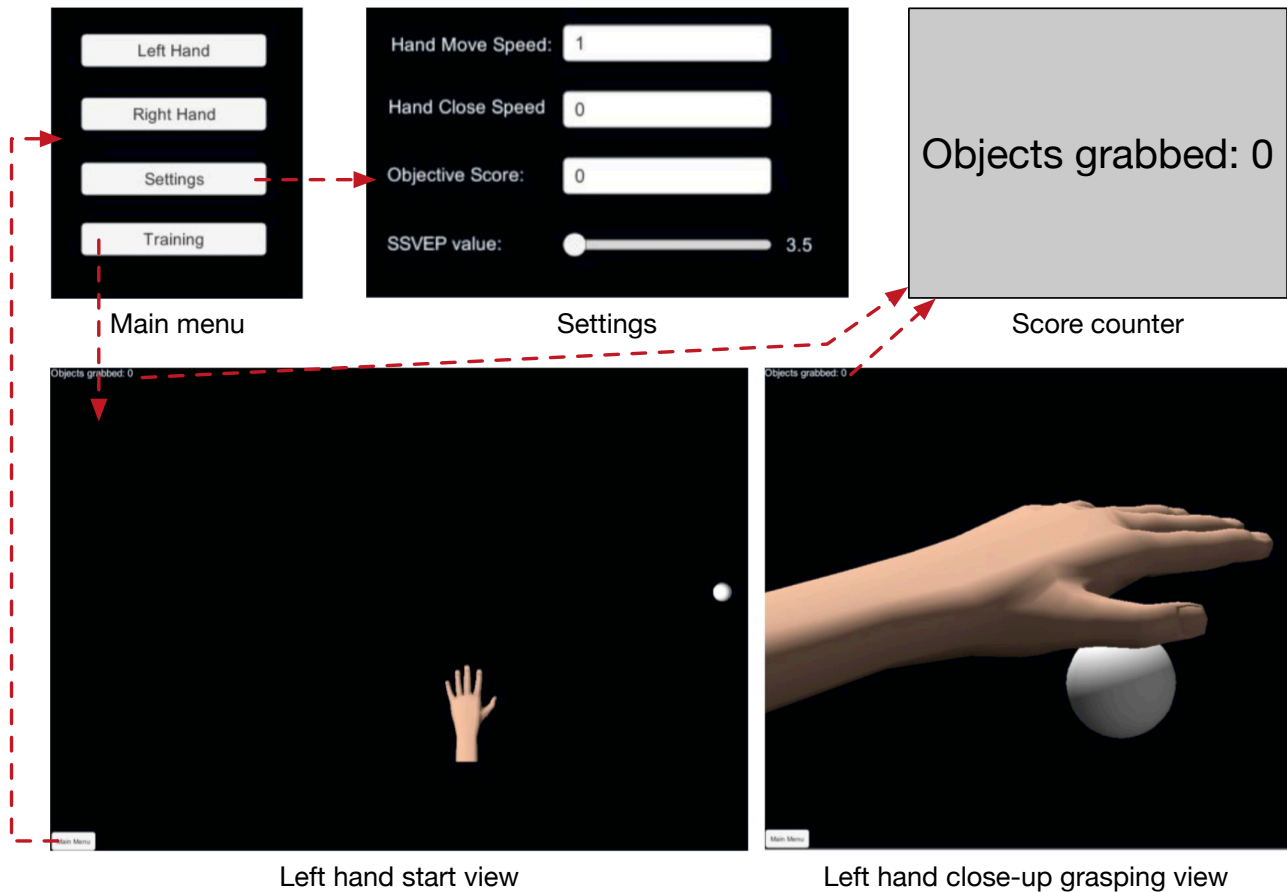 Left Hand
Right Hand
Settings
Training
Main menu
Hand Move Speed: 1
Hand Close Speed 0
Objective Score: 0
SSVEP value: 3.5
Settings
Objects grabbed: 0
Score counter
Objects grabbed: 0
Main Menu
Left hand start view
Objects grabbed: 0
Main Menu
Left hand close-up grasping view